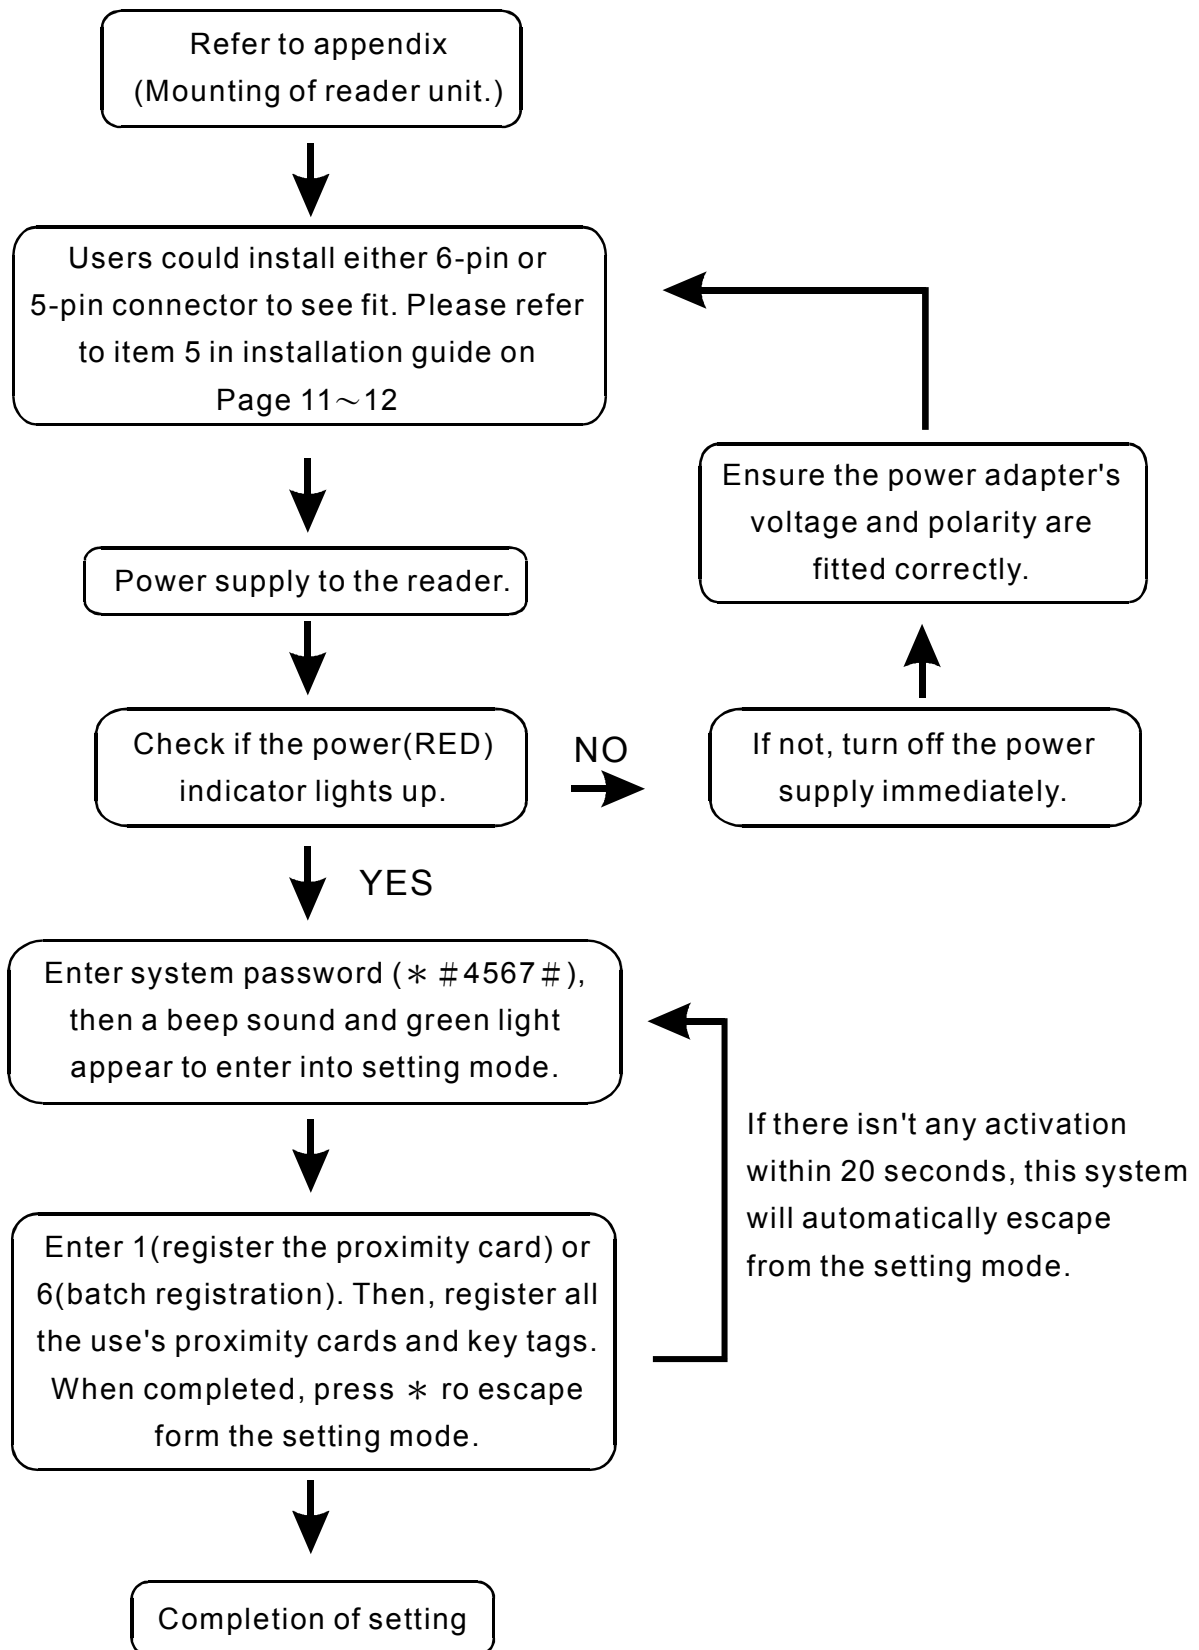 Refer to appendix
(Mounting of reader unit.)
Users could install either 6-pin or
5-pin connector to see fit. Please refer
to item 5 in installation guide on
Page 11～12
Power supply to the reader.
Check if the power(RED)
indicator lights up.
NO
If not, turn off the power
supply immediately.
Ensure the power adapter's
voltage and polarity are
fitted correctly.
YES
Enter system password (＊＃4567＃),
then a beep sound and green light
appear to enter into setting mode.
If there isn't any activation
within 20 seconds, this system
will automatically escape
from the setting mode.
Enter 1(register the proximity card) or
6(batch registration). Then, register all
the use's proximity cards and key tags.
When completed, press ＊ ro escape
form the setting mode.
Completion of setting